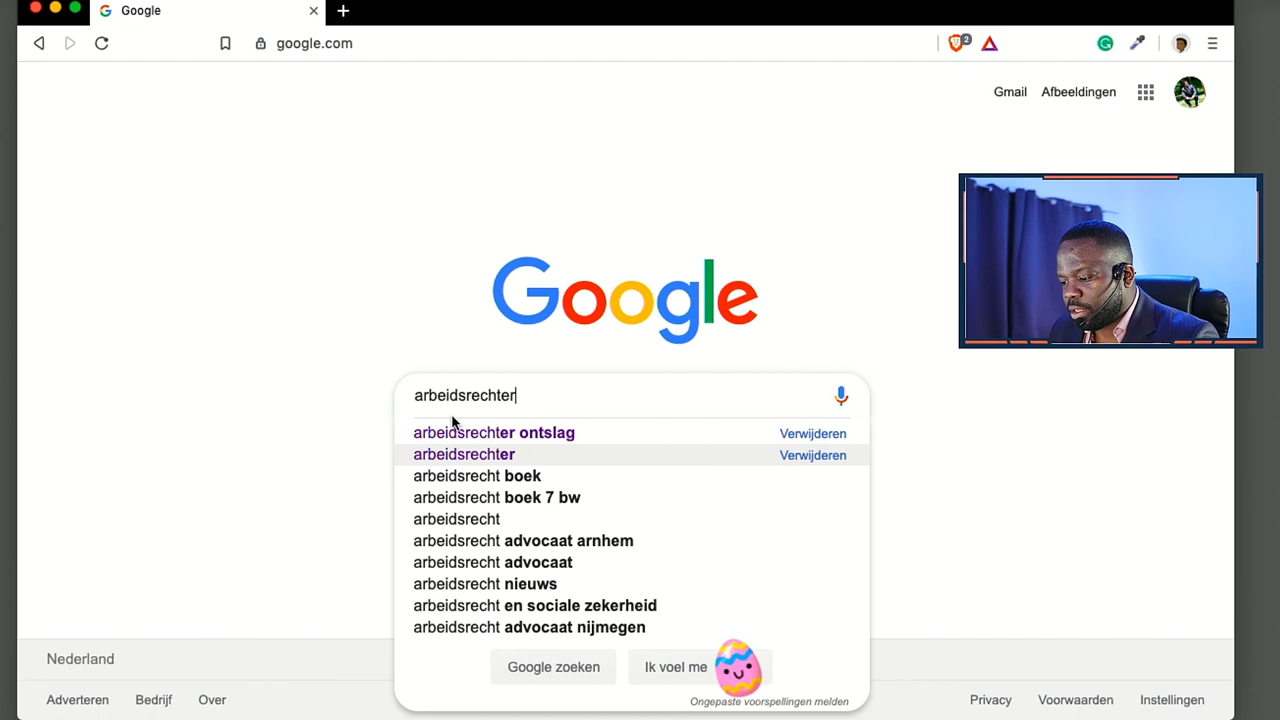 Google
google.com
2
Gmail Afbeeldingen
Google
arbeidsrechter
arbeidsrechter ontslag Verwijderen
arbeidsrechter Verwijderen
arbeidsrecht boek
arbeidsrecht boek 7 bw
arbeidsrecht
arbeidsrecht advocaat arnhem
arbeidsrecht advocaat
arbeidsrecht nieuws
arbeidsrecht en sociale zekerheid
arbeidsrecht advocaat nijmegen
Google zoeken Ik voel me
Ongepaste voorspellingen melden
Nederland
Adverteren Bedrijf Over Privacy Voorwaarden Instellingen